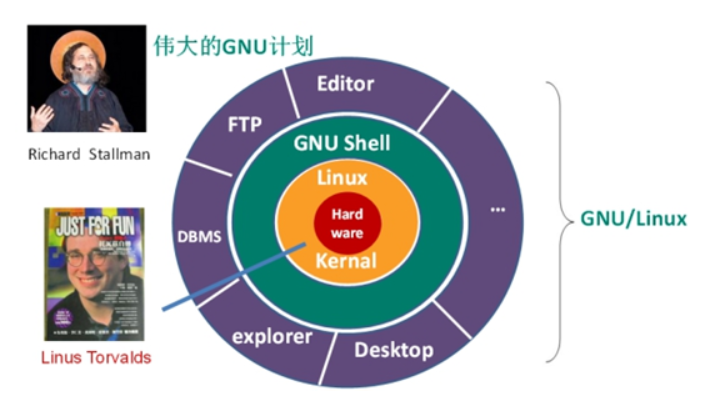 伟大的GNU计划
Richard Stallman
JUST FOR FUN
Linus Torvalds
Editor
FTP
GNU Shell
Linux
Hard
ware
Kernal
DBMS
explorer
Desktop
...
GNU/Linux